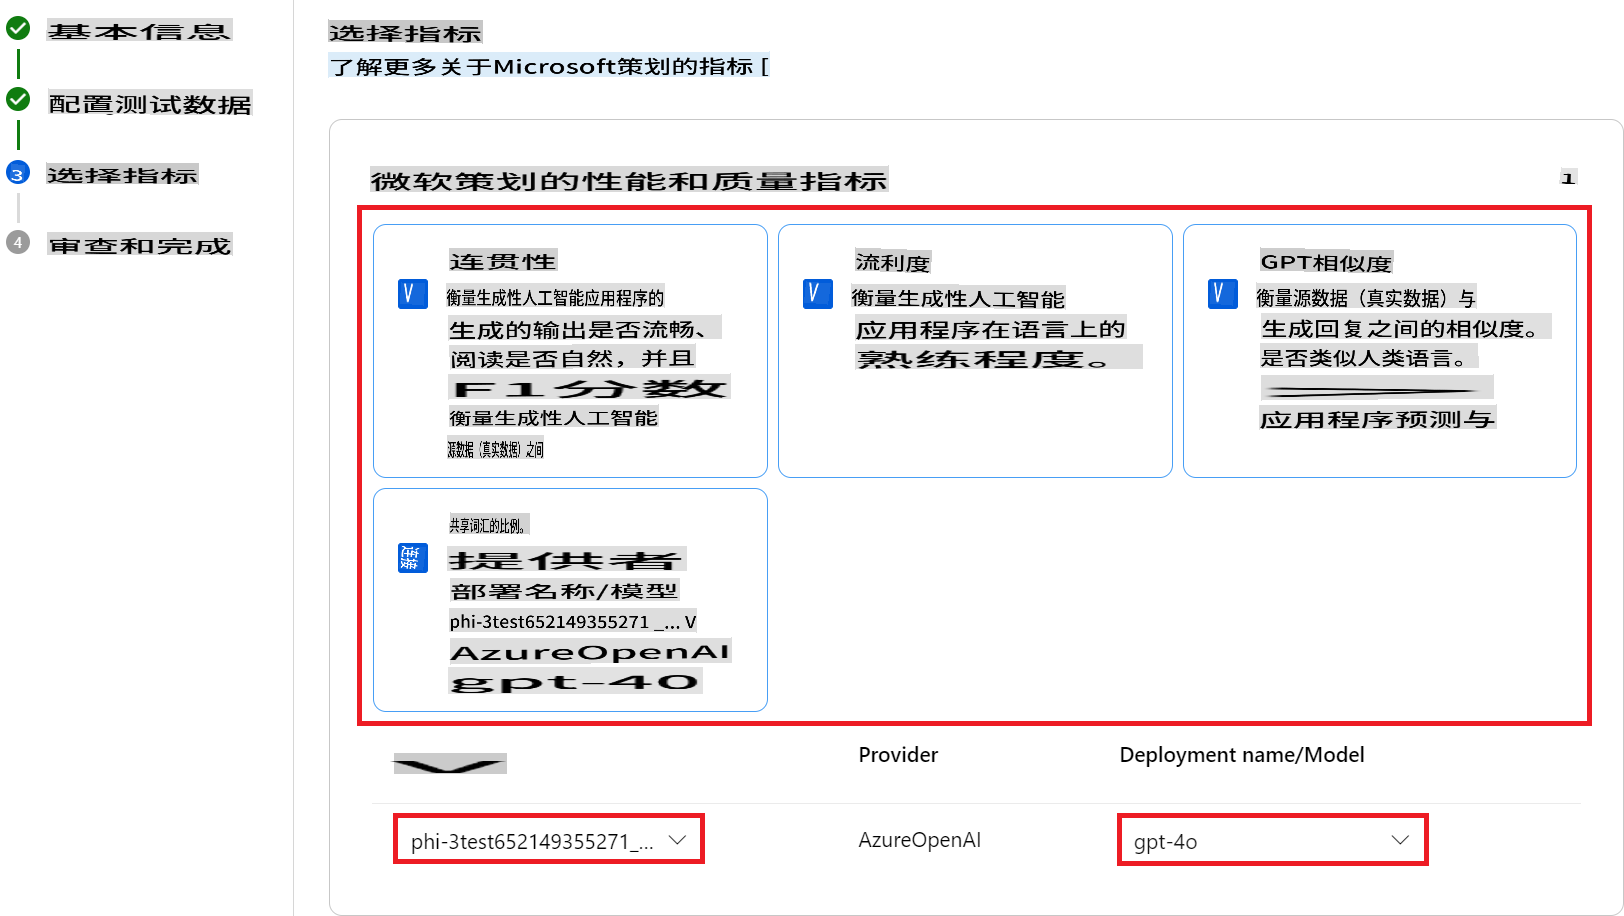 基本信息
配置测试数据
3
选择指标
4
审查和完成
选择指标
了解更多关于Microsoft策划的指标 [
微软策划的性能和质量指标
1
连贯性
V
衡量生成性人工智能应用程序的
生成的输出是否流畅、
阅读是否自然，并且
F1分数
衡量生成性人工智能
源数据（真实数据）之间
流利度
V
衡量生成性人工智能
应用程序在语言上的
熟练程度。
GPT相似度
V
衡量源数据（真实数据）与
生成回复之间的相似度。
是否类似人类语言。
应用程序预测与
共享词汇的比例。
连接
提供者
部署名称/模型
phi-3test652149355271 _... V
AzureOpenAI
gpt-4o
Provider
Deployment name/Model
phi-3test652149355271_...
AzureOpenAI
gpt-4o